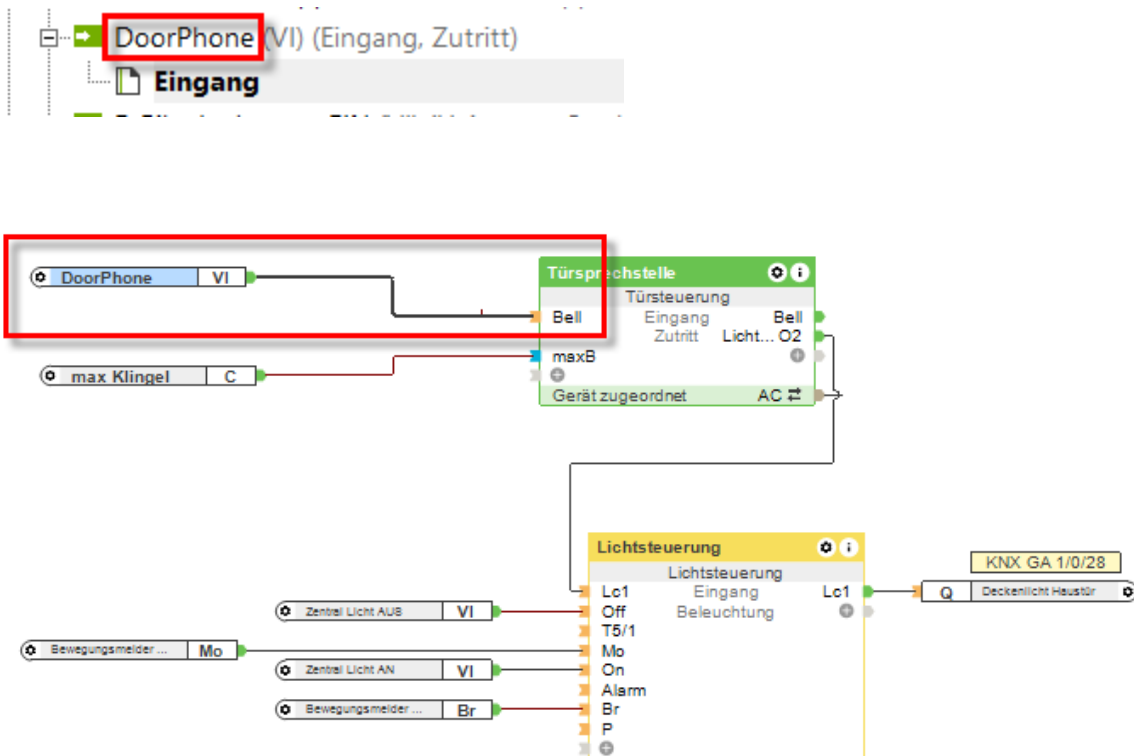 DoorPhone (VI) (Eingang, Zutritt)
Eingang
DoorPhone VI
max Klingel C
Türsprechstelle
Türsteuerung
Bell Eingang Bell
Zutritt Licht... O2
maxB
Gerät zugeordnet AC
Lichtsteuerung
Lichtsteuerung
Lc1 Eingang Lc1
Off Beleuchtung
T5/1
Mo
On
Alarm
Br
P
Zentral Licht AUS VI
Bewegungsmelder ... Mo
Zentral Licht AN VI
Bewegungsmelder ... Br
KNX GA 1/0/28
Q Deckenlicht Haustür